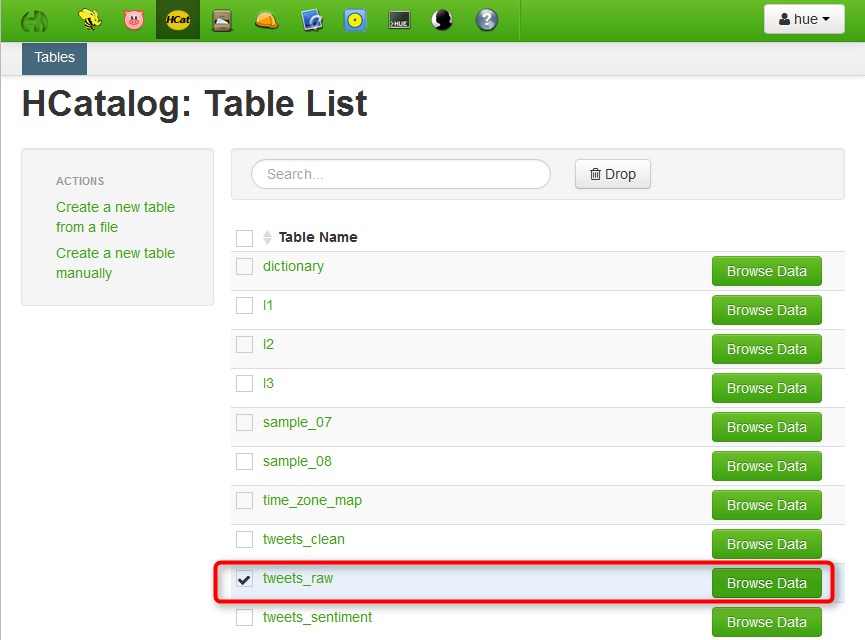 HCat
HUE
?
hue
Tables
HCatalog: Table List
ACTIONS
Create a new table
from a file
Create a new table
manually
Search...
Drop
Table Name
dictionary Browse Data
l1 Browse Data
l2 Browse Data
l3 Browse Data
sample_07 Browse Data
sample_08 Browse Data
time_zone_map Browse Data
tweets_clean Browse Data
tweets_raw Browse Data
tweets_sentiment Browse Data